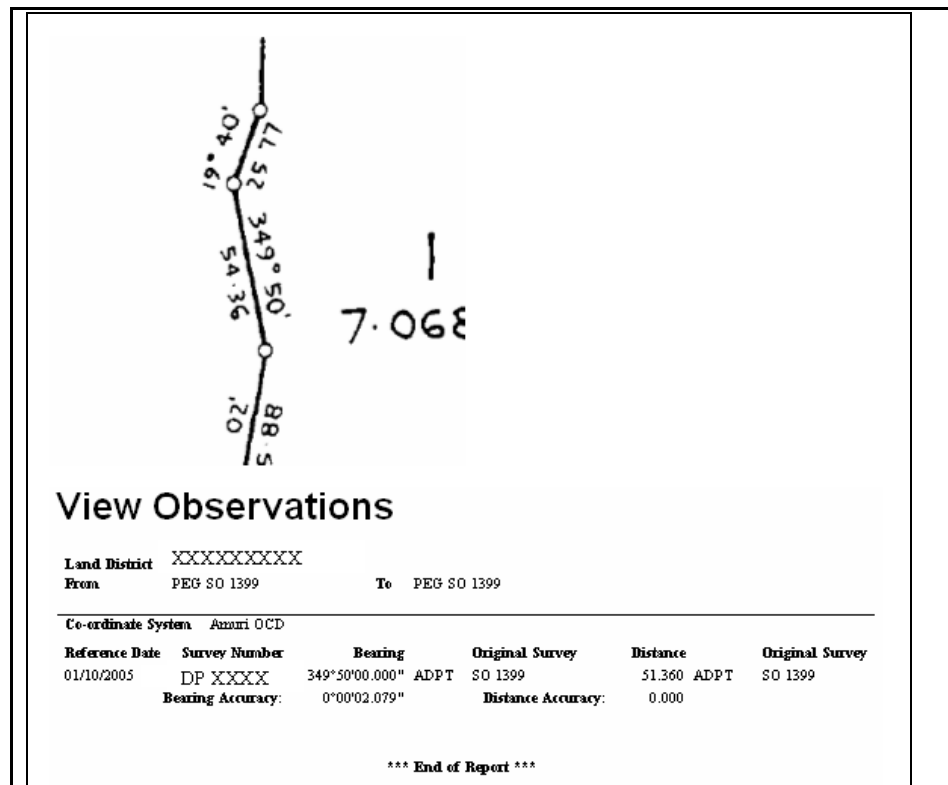 19° 40'
25 77
349° 50'
54·36
1
7·068
20'
5·88
View Observations
Land District XXXXXXXXXX
From PEG SO 1399 To PEG SO 1399
Co-ordinate System Amuri OCD
Reference Date Survey Number Bearing Original Survey Distance Original Survey
01/10/2005 DP XXXX 349°50'00.000" ADPT SO 1399 51.360 ADPT SO 1399
Bearing Accuracy: 0°00'02.079" Distance Accuracy: 0.000
*** End of Report ***